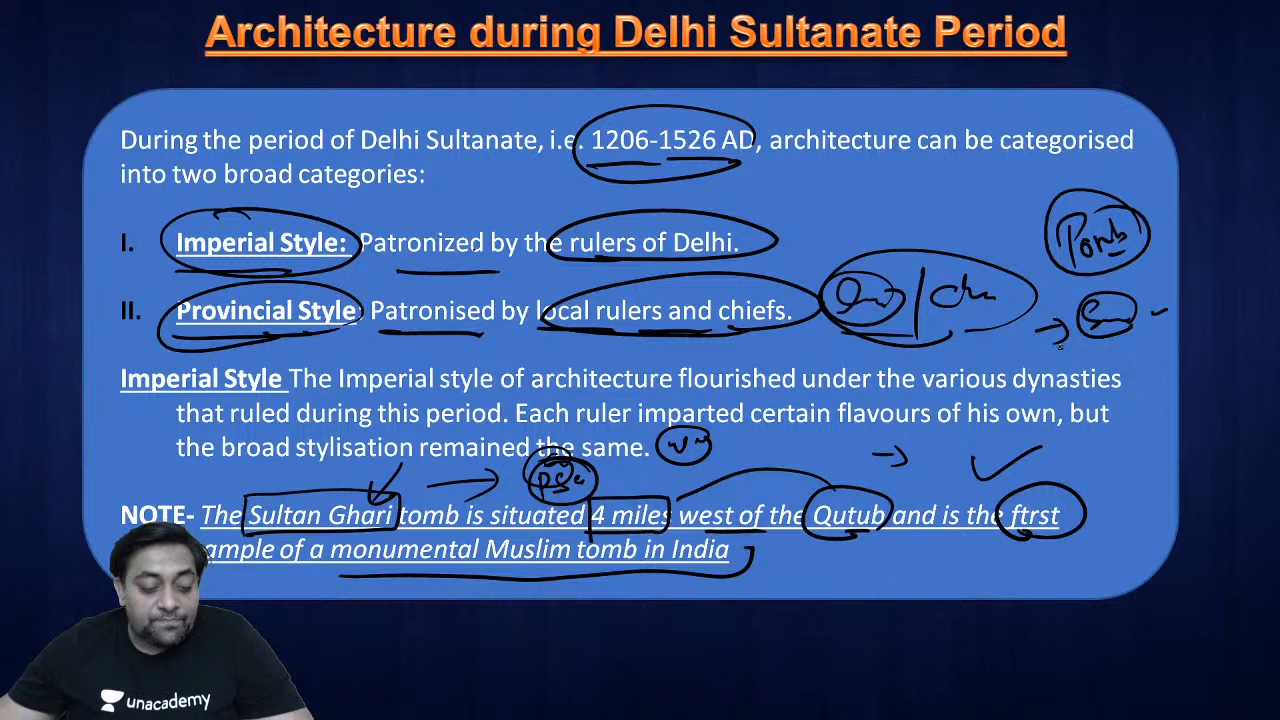 Architecture during Delhi Sultanate Period
During the period of Delhi Sultanate, i.e. 1206-1526 AD, architecture can be categorised
into two broad categories:
I. Imperial Style: Patronized by the rulers of Delhi.
II. Provincial Style Patronised by local rulers and chiefs.
Imperial Style The Imperial style of architecture flourished under the various dynasties
that ruled during this period. Each ruler imparted certain flavours of his own, but
the broad stylisation remained the same.
NOTE- The Sultan Ghari tomb is situated 4 miles west of the Qutub and is the ftrst
ample of a monumental Muslim tomb in India
unacademy